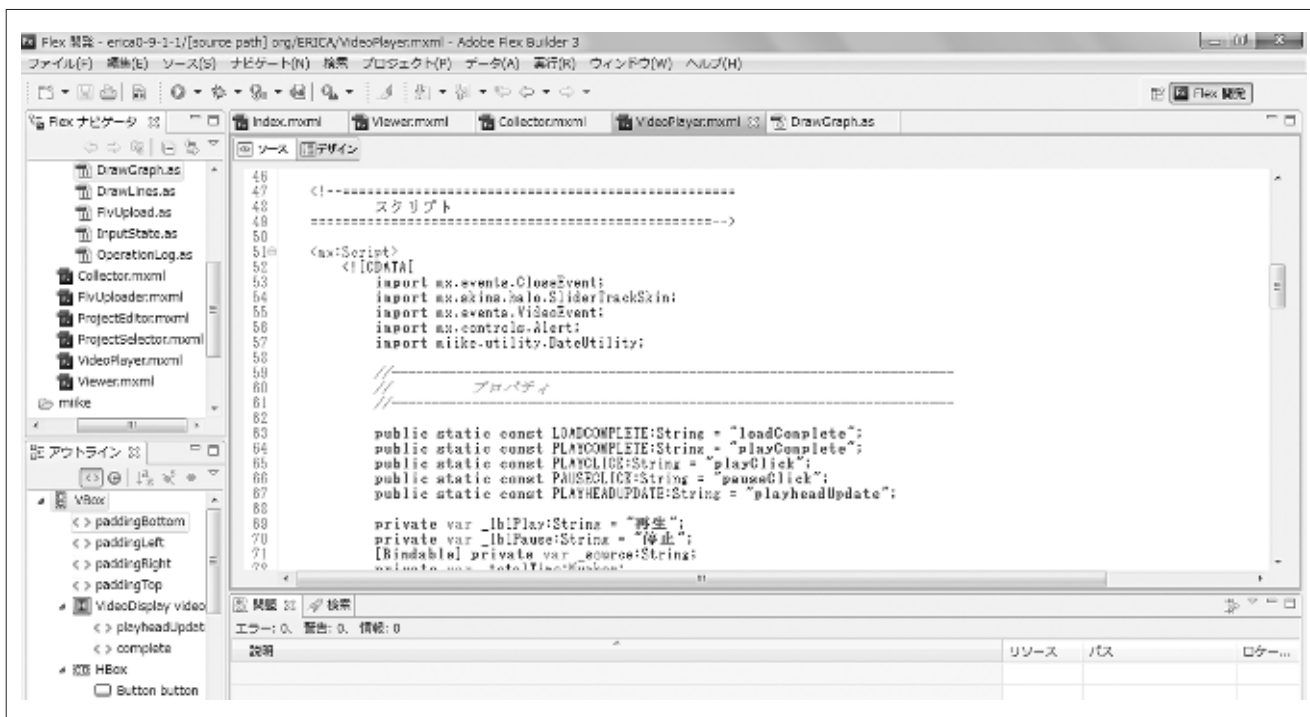 Flex 開発 - erica0-9-1-1/[source path] org/ERICA/VideoPlayer.mxml - Adobe Flex Builder 3
ファイル(F) 編集(E) ソース(S) ナビゲート(N) 検索 プロジェクト(P) データ(A) 実行(R) ウィンドウ(W) ヘルプ(H)
Flex 開発
Flex ナビゲータ
DrawGraph.as
DrawLines.as
FlvUpload.as
InputState.as
OperationLog.as
Collector.mxml
FlvUploader.mxml
ProjectEditor.mxml
ProjectSelector.mxml
VideoPlayer.mxml
Viewer.mxml
miike
アウトライン
VBox
< > paddingBottom
< > paddingLeft
< > paddingRight
< > paddingTop
VideoDisplay video
< > playheadUpdat
< > complete
HBox
Button button
Index.mxml Viewer.mxml Collector.mxml VideoPlayer.mxml DrawGraph.as
ソース デザイン
46
47 <!--=================================================
48 スクリプト
49 ==================================================-->
50
51 <mx:Script>
52 <![CDATA[
53 import mx.events.CloseEvent;
54 import mx.skins.halo.SliderTrackSkin;
55 import mx.events.VideoEvent;
56 import mx.controls.Alert;
57 import miike.utility.DateUtility;
58
59 //----------------------------------------------------------------------
60 // プロパティ
61 //----------------------------------------------------------------------
62
63 public static const LOADCOMPLETE:String = "loadComplete";
64 public static const PLAYCOMPLETE:String = "playComplete";
65 public static const PLAYCLICK:String = "playClick";
66 public static const PAUSECLICK:String = "pauseClick";
67 public static const PLAYHEADUPDATE:String = "playheadUpdate";
68
69 private var _lblPlay:String = "再生";
70 private var _lblPause:String = "停止";
71 [Bindable] private var _source:String;
72 private var _totalTime:Number;
問題 検索
エラー: 0、警告: 0、情報: 0
説明 リソース パス ロケー...